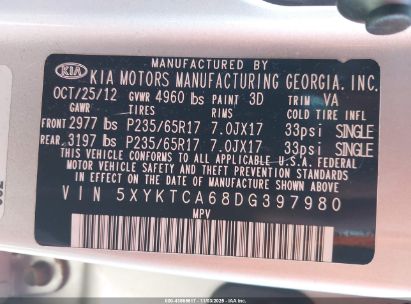 MANUFACTURED BY
KIA KIA MOTORS MANUFACTURING GEORGIA, INC.
OCT/25/12 GVWR 4960 lbs PAINT 3D TRIM VA
GAWR TIRES RIMS COLD TIRE INFL
FRONT 2977 lbs P235/65R17 7.0JX17 33psi SINGLE
REAR 3197 lbs P235/65R17 7.0JX17 33psi SINGLE
THIS VEHICLE CONFORMS TO ALL APPLICABLE U.S.A. FEDERAL
MOTOR VEHICLE SAFETY AND THEFT PREVENTION STANDARDS
IN EFFECT ON THE DATE OF MANUFACTURE SHOWN ABOVE.
VIN 5XYKTCA68DG397980
MPV